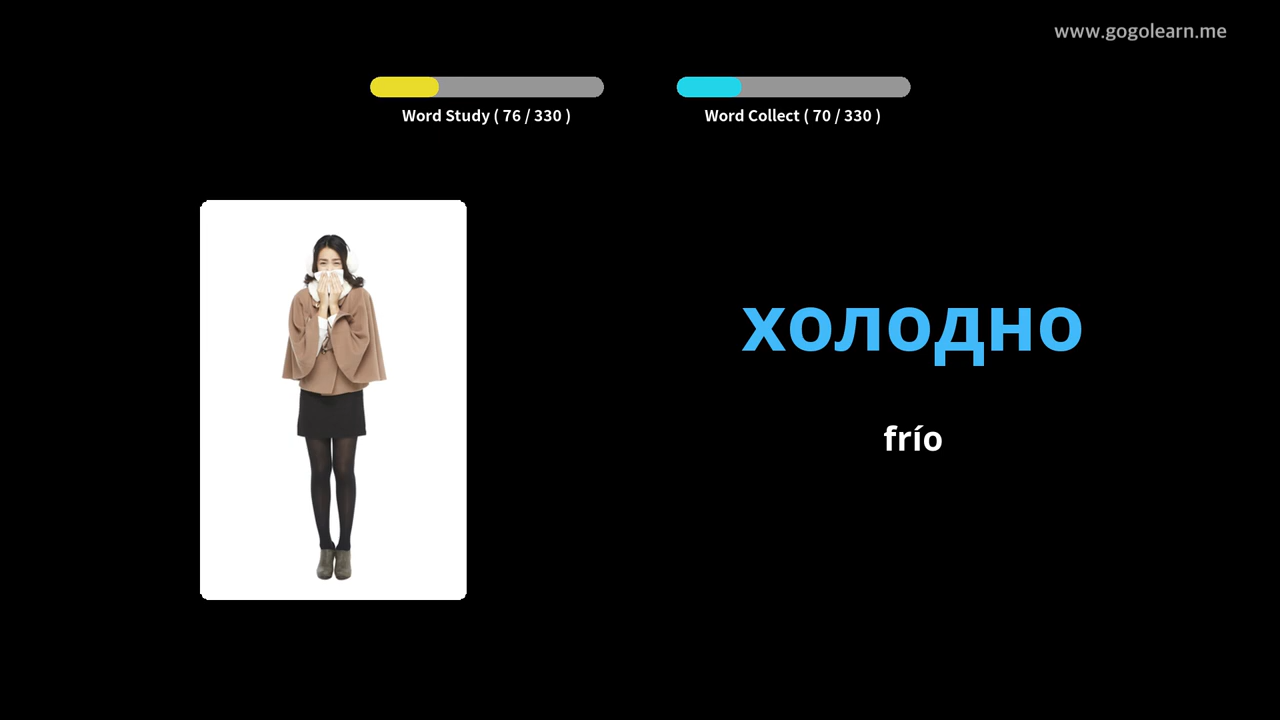 www.gogolearn.me
Word Study ( 76 / 330 )
Word Collect ( 70 / 330 )
холодно
frío